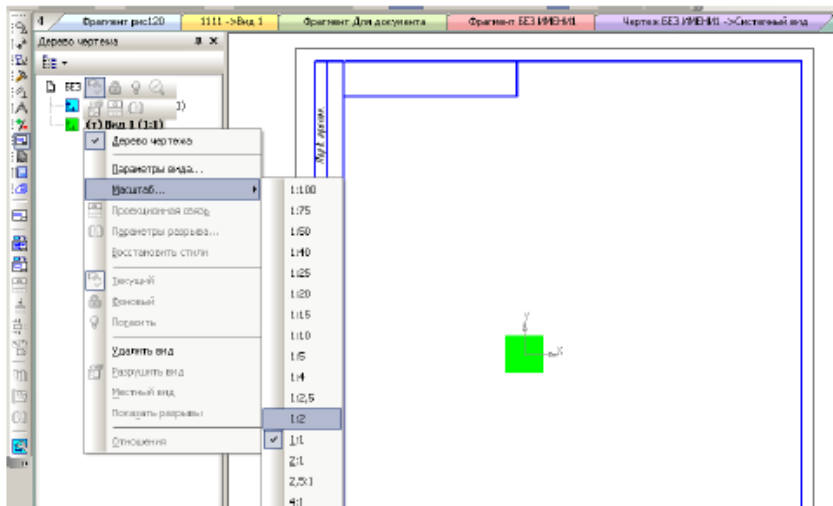 4
Фрагмент рис120
1111 ->Вид 1
Фрагмент Для документа
Фрагмент БЕЗ ИМЕНИ1
Чертеж БЕЗ ИМЕНИ1 ->Системный вид
Дерево чертежа
БЕЗ
1)
(т) Вид 1 (1:1)
Дерево чертежа
Параметры вида...
Масштаб...
Проекционная связь
Параметры разрыва...
Восстановить стили
Текущий
Фоновый
Погасить
Удалить вид
Разрушить вид
Местный вид
Показать разрывы
Отношения
1:100
1:75
1:50
1:40
1:25
1:20
1:15
1:10
1:5
1:4
1:2,5
1:2
1:1
2:1
2,5:1
4:1
Y
X